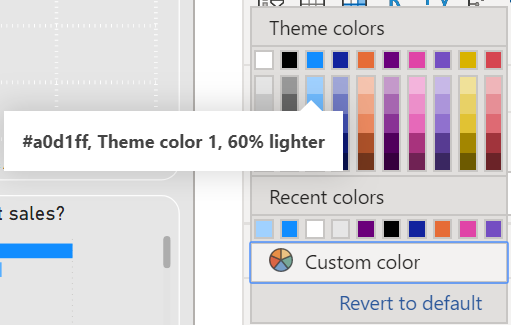 Theme colors
#a0d1ff, Theme color 1, 60% lighter
t sales?
Recent colors
Custom color
Revert to default